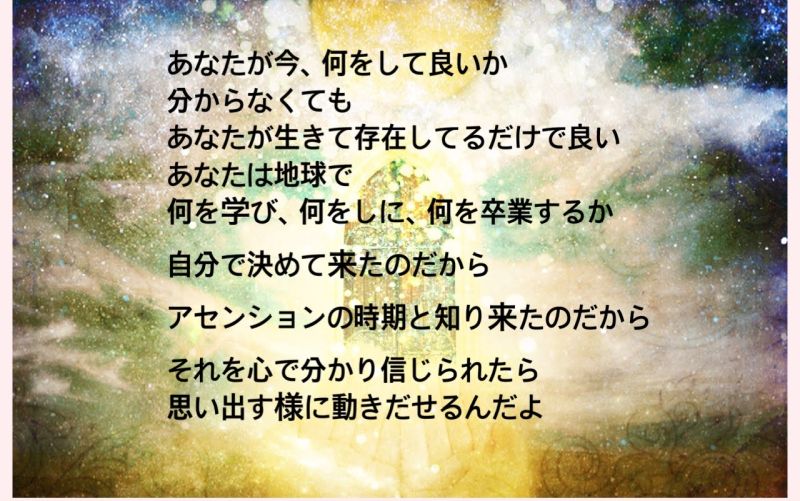 あなたが今、何をして良いか
分からなくても
あなたが生きて存在してるだけで良い
あなたは地球で
何を学び、何をしに、何を卒業するか
自分で決めて来たのだから
アセンションの時期と知り来たのだから
それを心で分かり信じられたら
思い出す様に動きだせるんだよ